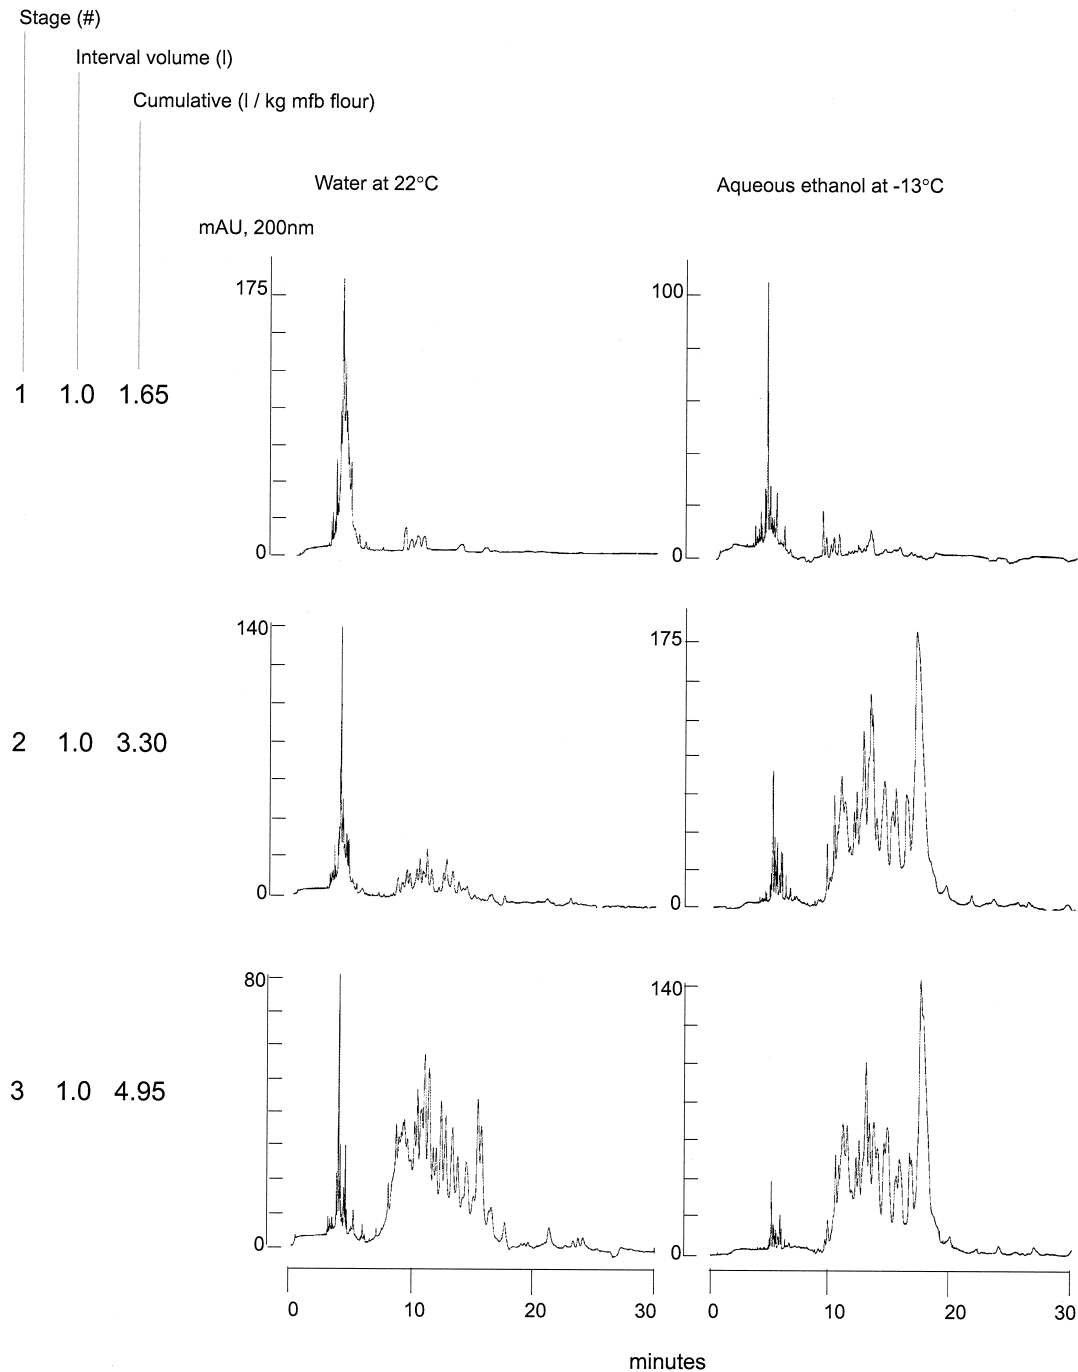 Stage (#)
Interval volume (l)
Cumulative (l / kg mfb flour)
Water at 22°C
Aqueous ethanol at -13°C
mAU, 200nm
175
100
1 1.0 1.65
0
0
140
175
2 1.0 3.30
0
0
80
140
3 1.0 4.95
0
0
0 10 20 30
0 10 20 30
minutes